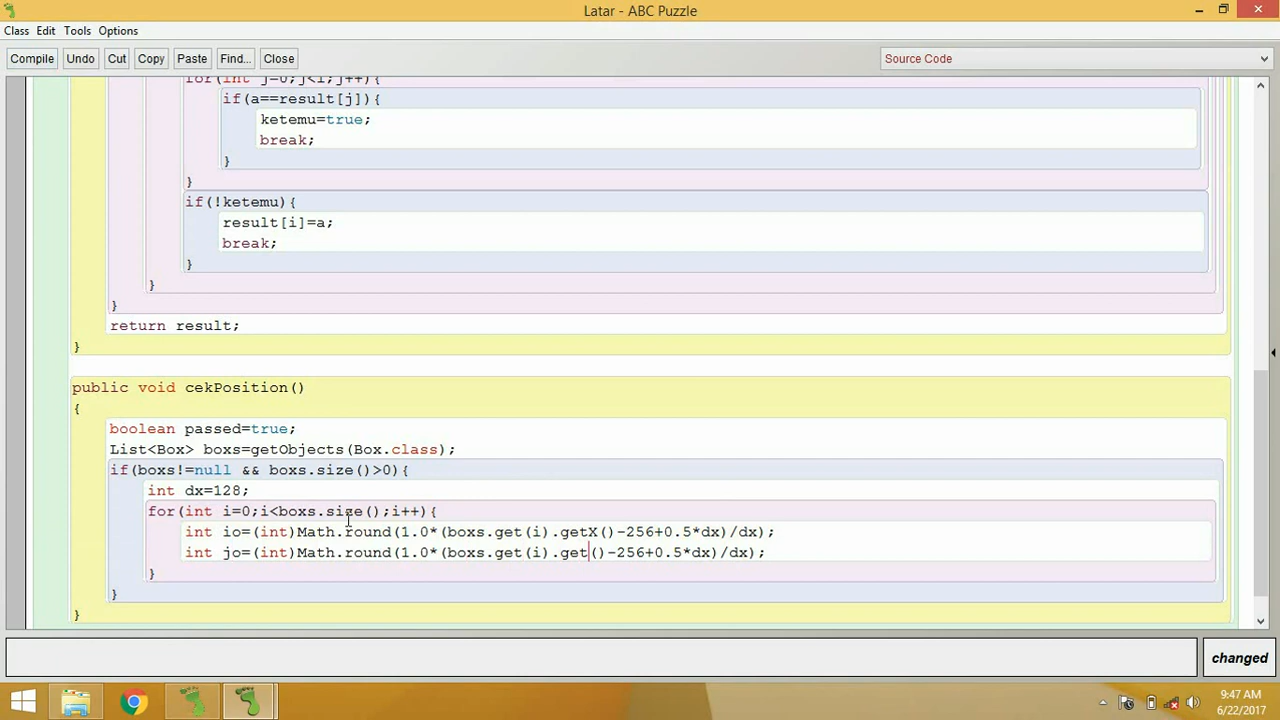 Latar - ABC Puzzle
Class Edit Tools Options
Compile Undo Cut Copy Paste Find... Close Source Code
for(int j=0;j<i;j++){
if(a==result[j]){
ketemu=true;
break;
}
}
if(!ketemu){
result[i]=a;
break;
}
}
}
return result;
}
public void cekPosition()
{
boolean passed=true;
List<Box> boxs=getObjects(Box.class);
if(boxs!=null && boxs.size()>0){
int dx=128;
for(int i=0;i<boxs.size();i++){
int io=(int)Math.round(1.0*(boxs.get(i).getX()-256+0.5*dx)/dx);
int jo=(int)Math.round(1.0*(boxs.get(i).get()-256+0.5*dx)/dx);
}
}
}
changed
9:47 AM
6/22/2017